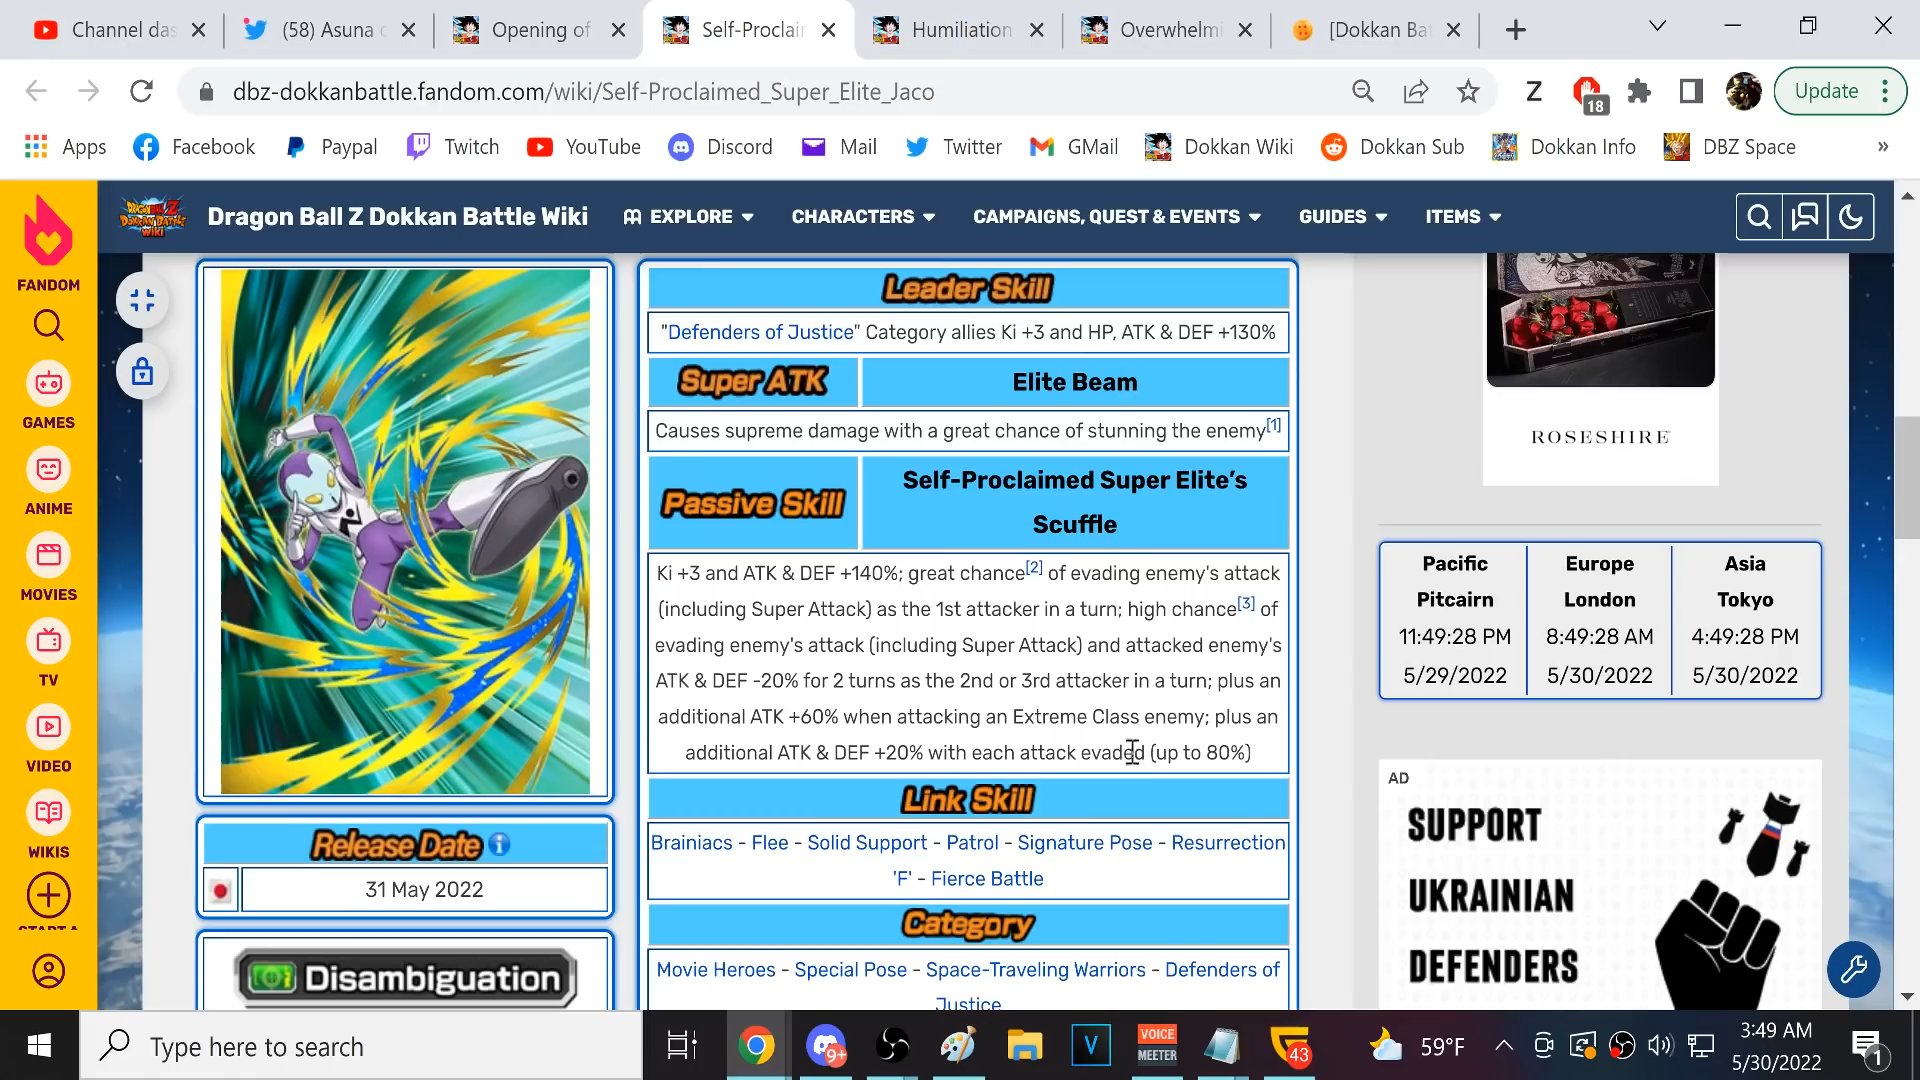 Channel das
(58) Asuna
Opening of
Self-Proclai
Humiliation
Overwhelmi
[Dokkan Ba
dbz-dokkanbattle.fandom.com/wiki/Self-Proclaimed_Super_Elite_Jaco
Z
18
Update
Apps
Facebook
Paypal
Twitch
YouTube
Discord
Mail
Twitter
GMail
Dokkan Wiki
Dokkan Sub
Dokkan Info
DBZ Space
»
Dragon Ball Z Dokkan Battle Wiki
EXPLORE
CHARACTERS
CAMPAIGNS, QUEST & EVENTS
GUIDES
ITEMS
FANDOM
GAMES
ANIME
MOVIES
TV
VIDEO
WIKIS
START A
Release Date
31 May 2022
Disambiguation
Leader Skill
"Defenders of Justice" Category allies Ki +3 and HP, ATK & DEF +130%
Super ATK
Elite Beam
Causes supreme damage with a great chance of stunning the enemy[1]
Passive Skill
Self-Proclaimed Super Elite's
Scuffle
Ki +3 and ATK & DEF +140%; great chance[2] of evading enemy's attack
(including Super Attack) as the 1st attacker in a turn; high chance[3] of
evading enemy's attack (including Super Attack) and attacked enemy's
ATK & DEF -20% for 2 turns as the 2nd or 3rd attacker in a turn; plus an
additional ATK +60% when attacking an Extreme Class enemy; plus an
additional ATK & DEF +20% with each attack evaded (up to 80%)
Link Skill
Brainiacs - Flee - Solid Support - Patrol - Signature Pose - Resurrection
'F' - Fierce Battle
Category
Movie Heroes - Special Pose - Space-Traveling Warriors - Defenders of
Justice
ROSESHIRE
Pacific
Pitcairn
11:49:28 PM
5/29/2022
Europe
London
8:49:28 AM
5/30/2022
Asia
Tokyo
4:49:28 PM
5/30/2022
AD
SUPPORT
UKRAINIAN
DEFENDERS
Type here to search
9+
V
VOICE
MEETER
43
59°F
3:49 AM
5/30/2022
1